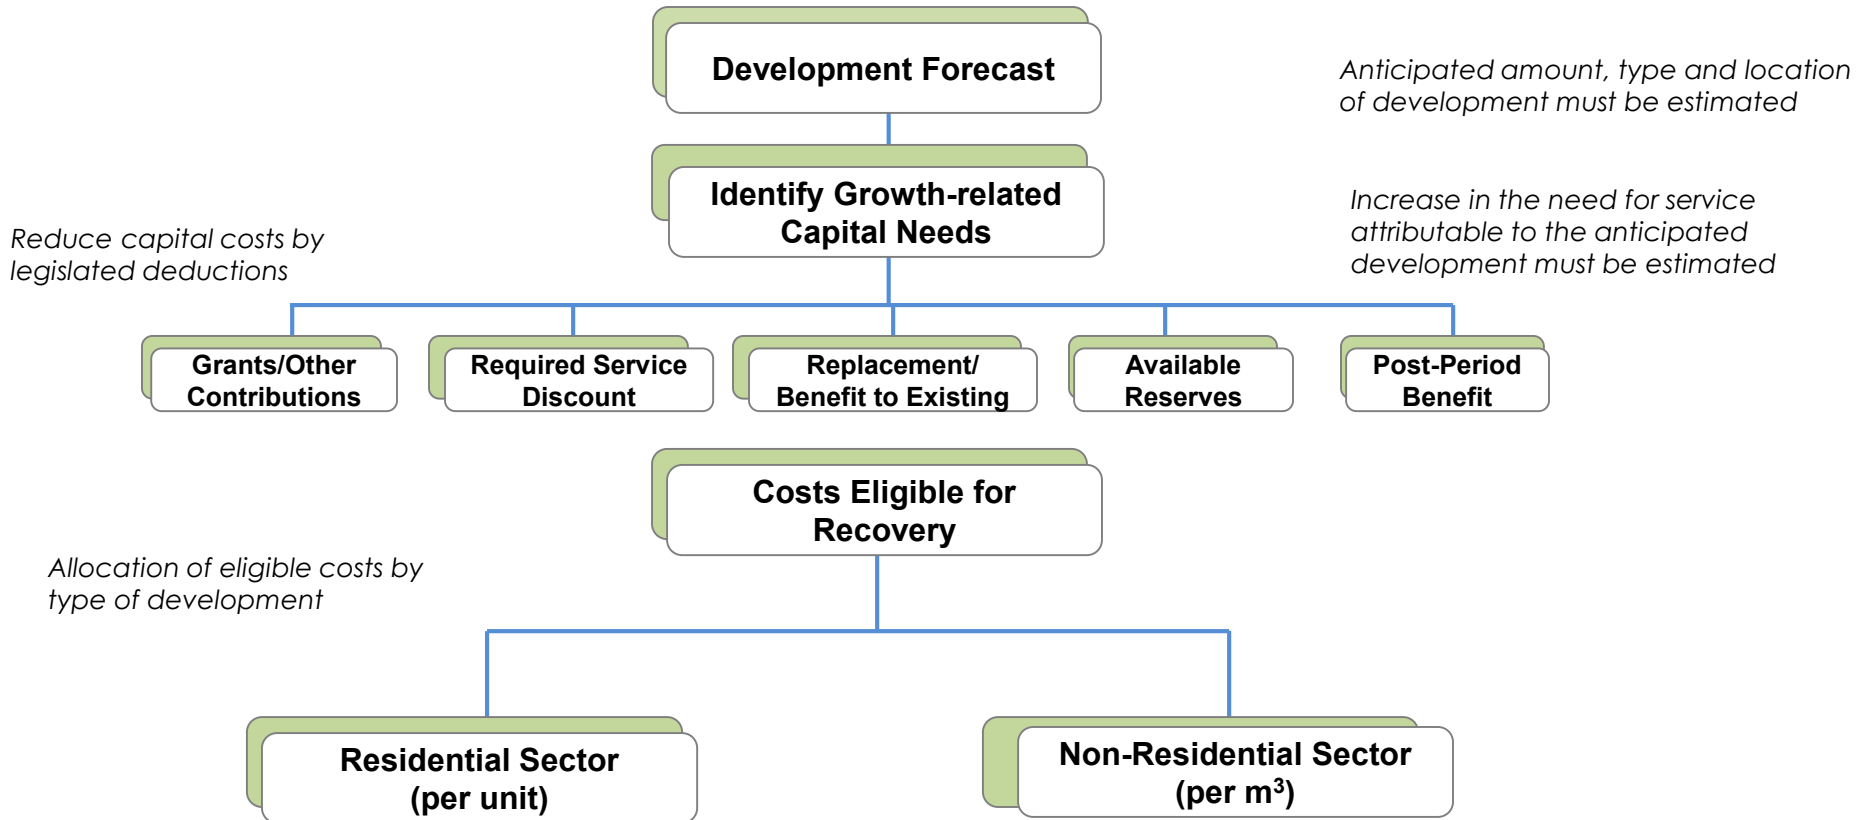 Development Forecast
Anticipated amount, type and location
of development must be estimated
Identify Growth-related
Capital Needs
Increase in the need for service
attributable to the anticipated
development must be estimated
Reduce capital costs by
legislated deductions
Grants/Other
Contributions
Required Service
Discount
Replacement/
Benefit to Existing
Available
Reserves
Post-Period
Benefit
Costs Eligible for
Recovery
Allocation of eligible costs by
type of development
Residential Sector
(per unit)
Non-Residential Sector
(per m³)